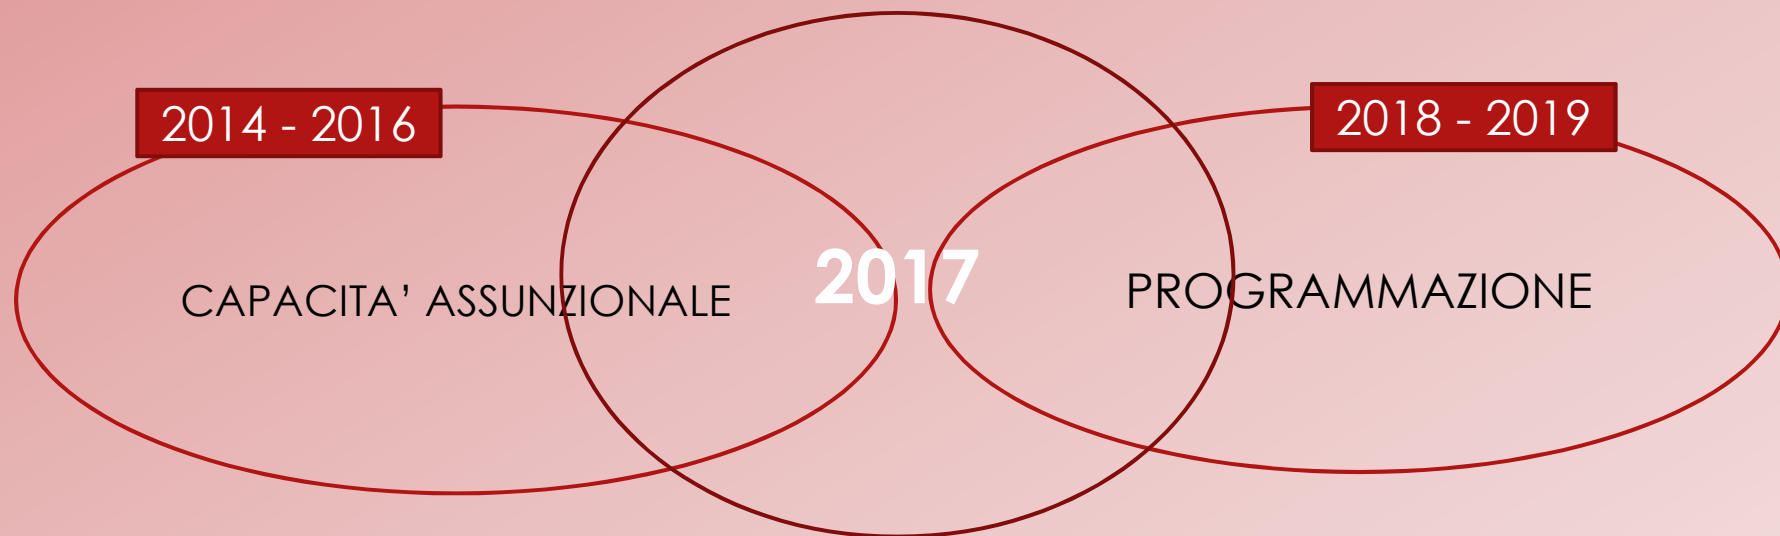 2014 - 2016
CAPACITA’ ASSUNZIONALE
2017
2018 - 2019
PROGRAMMAZIONE